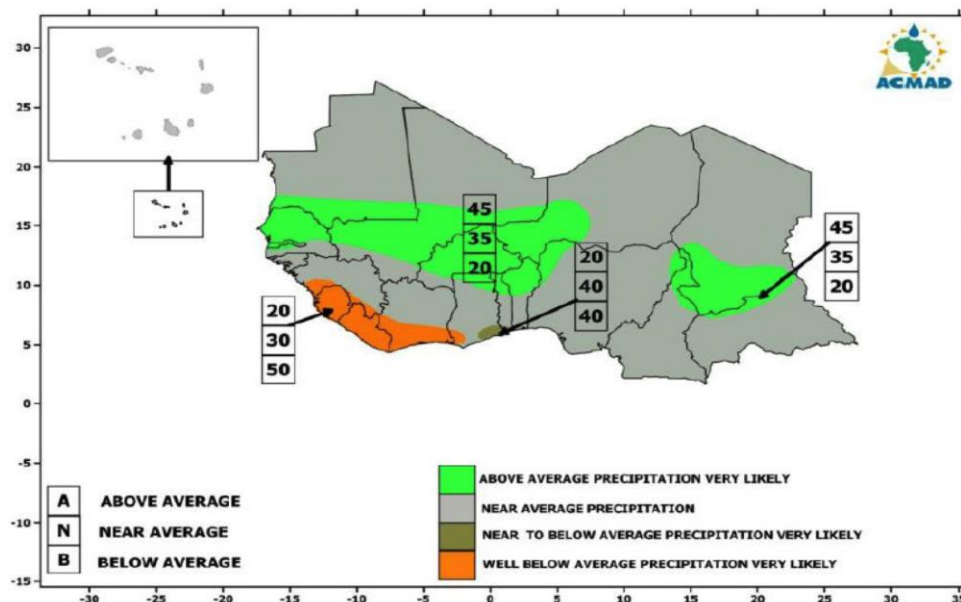 ACMAD
30
25
20
15
10
5
0
-5
-10
-15
45
35
20
20
40
40
45
35
20
20
30
50
A ABOVE AVERAGE
N NEAR AVERAGE
B BELOW AVERAGE
ABOVE AVERAGE PRECIPITATION VERY LIKELY
NEAR AVERAGE PRECIPITATION
NEAR TO BELOW AVERAGE PRECIPITATION VERY LIKELY
WELL BELOW AVERAGE PRECIPITATION VERY LIKELY
-30 -25 -20 -15 -10 -5 0 5 10 15 20 25 30 35